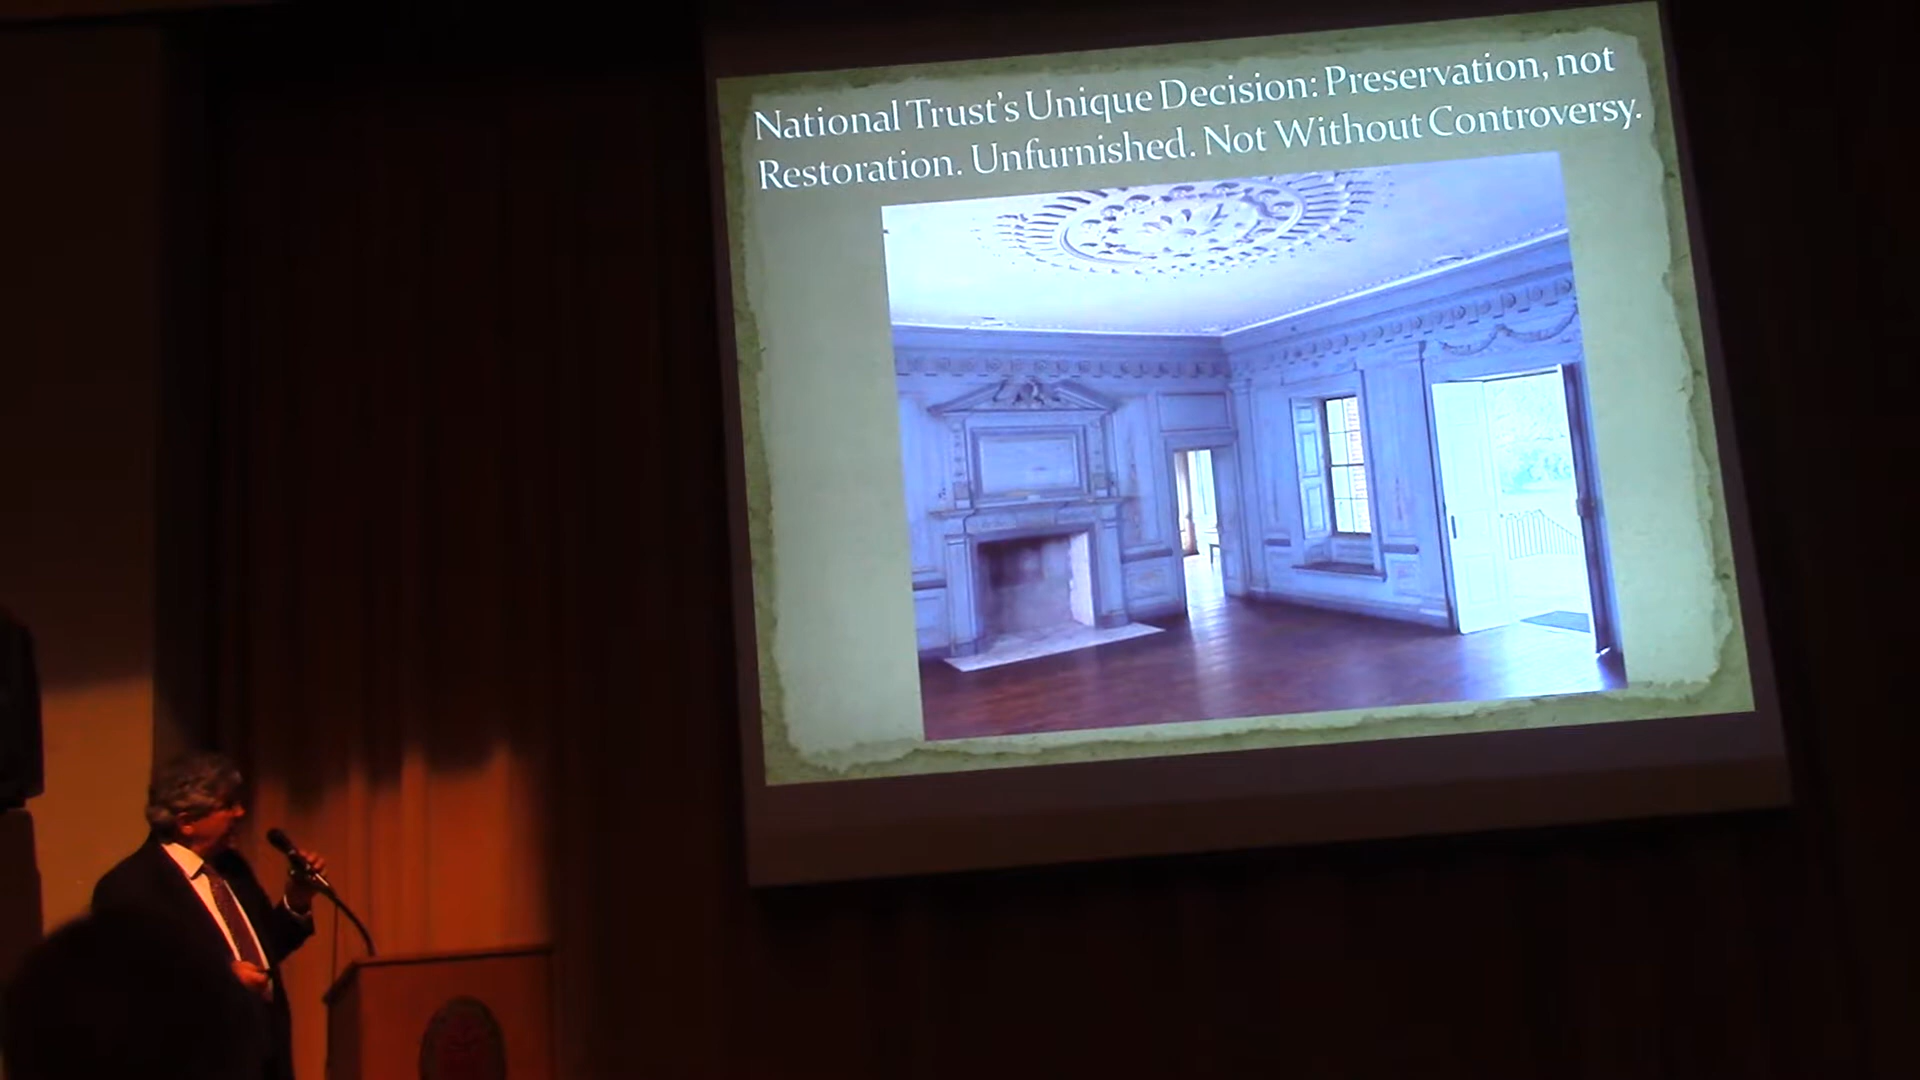 National Trust's Unique Decision: Preservation, not
Restoration. Unfurnished. Not Without Controversy.